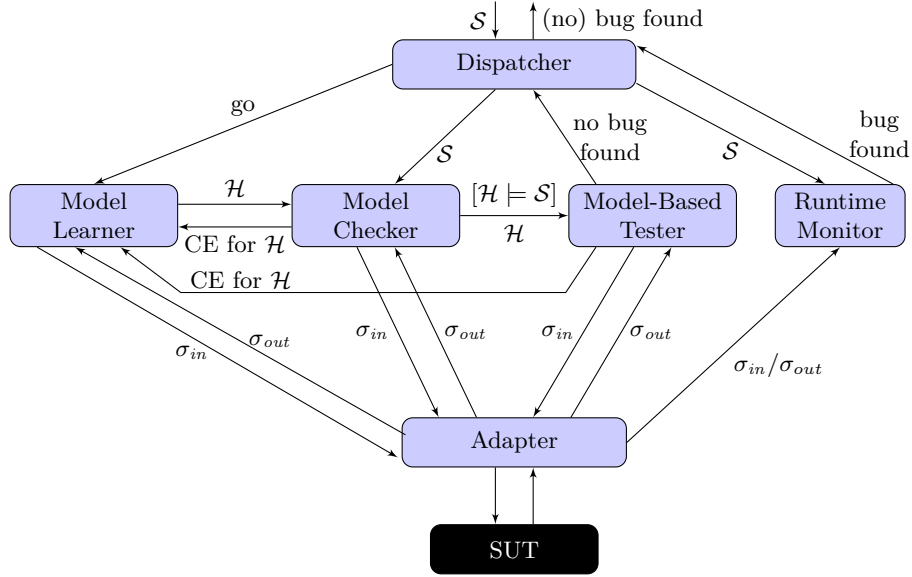 𝒮
(no) bug found
Dispatcher
go
𝒮
no bug
found
𝒮
bug
found
Model
Learner
ℋ
CE for ℋ
Model
Checker
[ℋ ⊨ 𝒮]
ℋ
Model-Based
Tester
Runtime
Monitor
CE for ℋ
σ_in
σ_out
σ_in
σ_out
σ_in
σ_out
σ_in/σ_out
Adapter
SUT